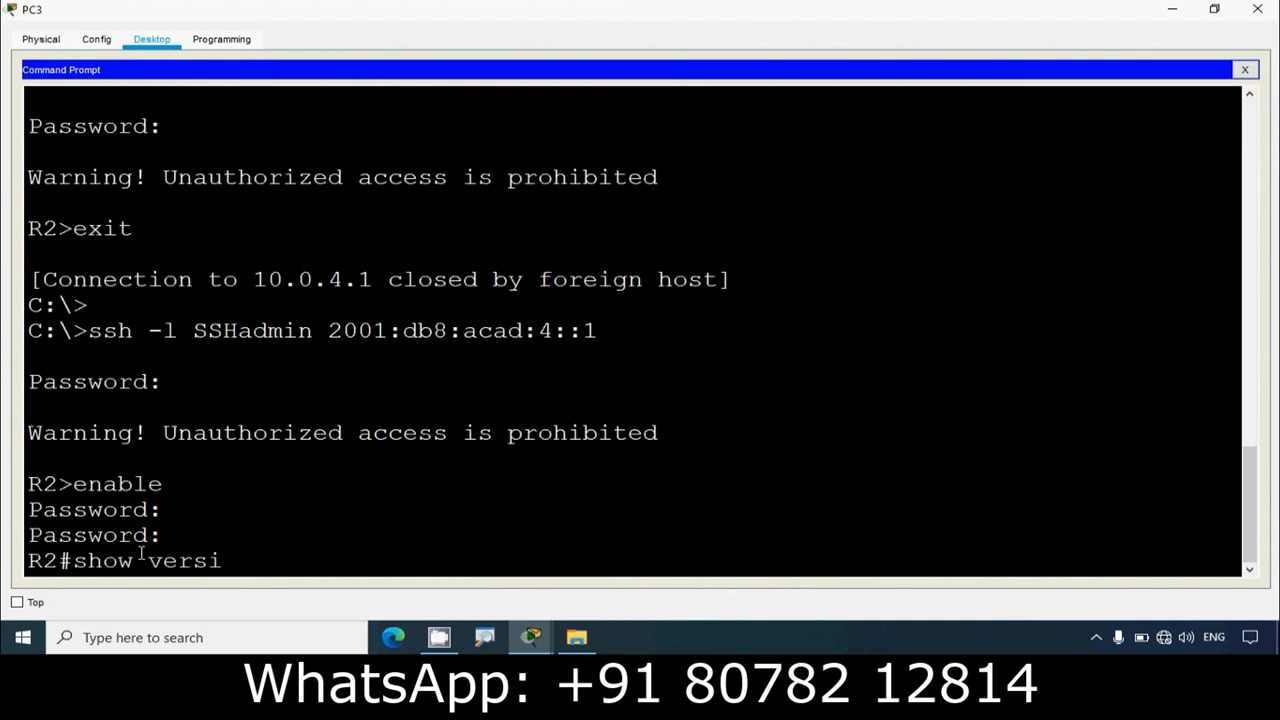 PC3
Physical Config Desktop Programming
Command Prompt X
Password:
Warning! Unauthorized access is prohibited
R2>exit
[Connection to 10.0.4.1 closed by foreign host]
C:\>
C:\>ssh -l SSHadmin 2001:db8:acad:4::1
Password:
Warning! Unauthorized access is prohibited
R2>enable
Password:
Password:
R2#show versi
Top
Type here to search ENG
WhatsApp: +91 80782 12814